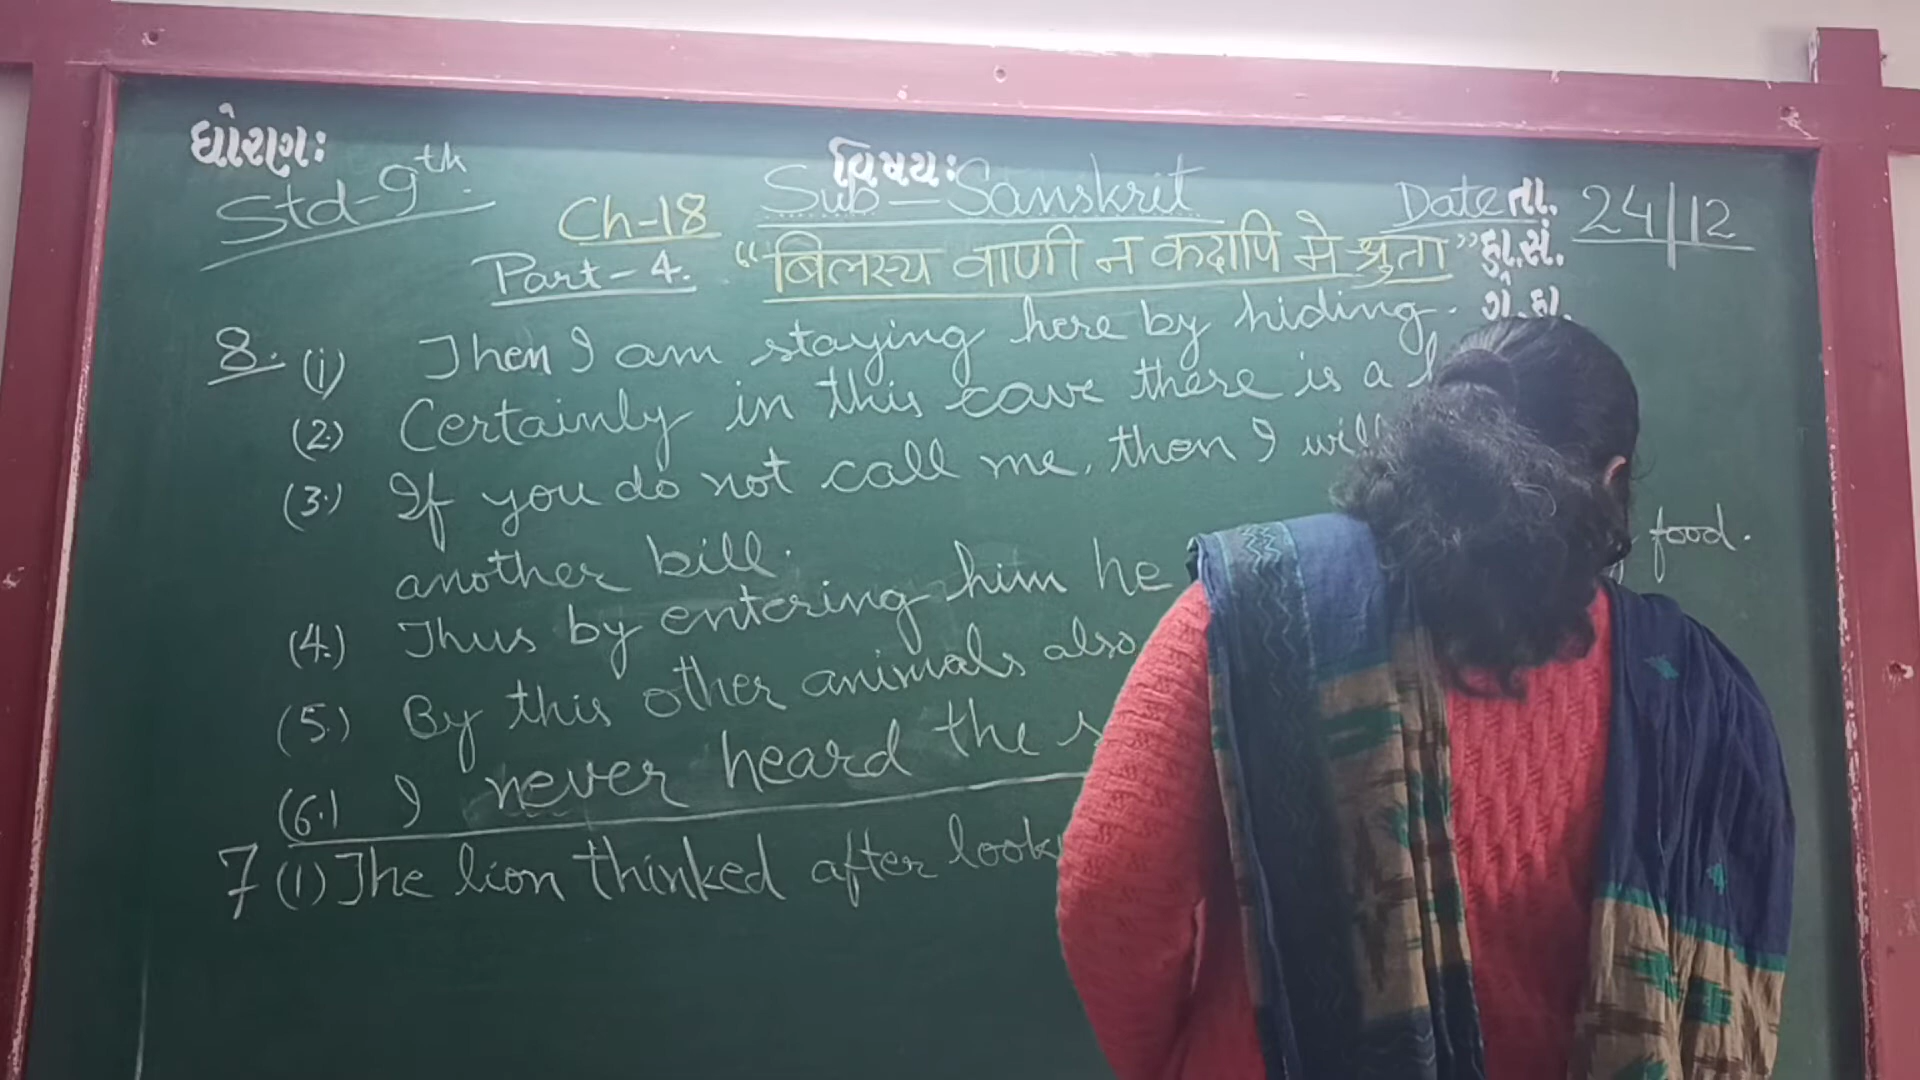 ધોરણઃ વિષયઃ
Std-9th Sub-Sanskrit Date તા. 24/12
Ch-18
Part-4. "बिलस्य वाणी न कदापि मे श्रुता" હા.સં.
ગે.હા.
8. (i) Then I am staying here by hiding.
(2) Certainly in this cave there is a
(3.) If you do not call me, then I will
another bill.
(4.) Thus by entering him he food.
(5.) By this other animals also
(6.) I never heard the
7 (1) The lion thinked after